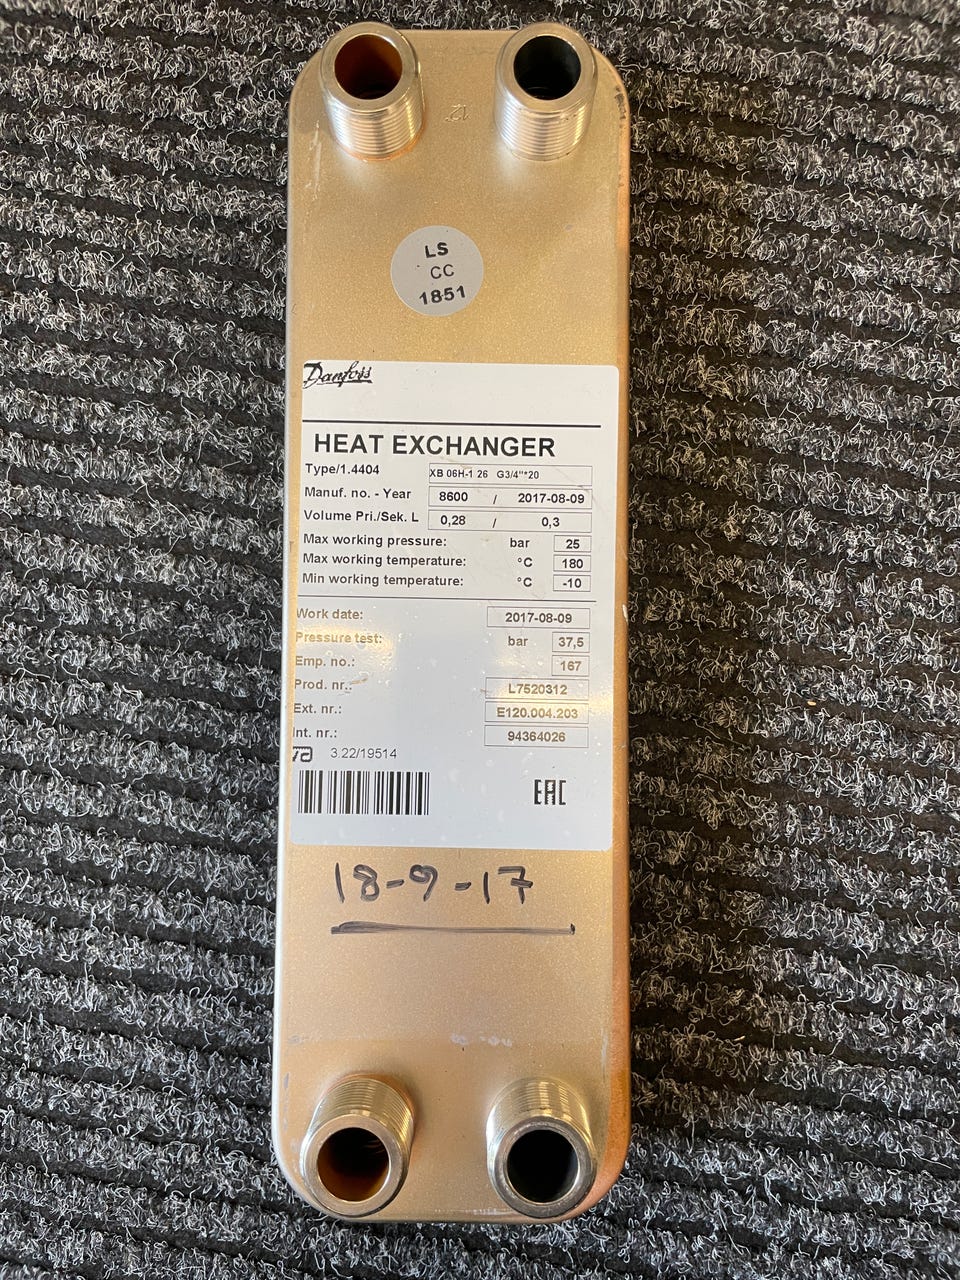 LS
CC
1851
Danfoss
HEAT EXCHANGER
Type/1.4404 XB 06H-1 26 G3/4"*20
Manuf. no. - Year 8600 / 2017-08-09
Volume Pri./Sek. L 0,28 / 0,3
Max working pressure: bar 25
Max working temperature: °C 180
Min working temperature: °C -10
Work date: 2017-08-09
Pressure test: bar 37,5
Emp. no.: 167
Prod. nr.: L7520312
Ext. nr.: E120.004.203
Int. nr.: 94364026
3.22/19514
EAC
18-9-17